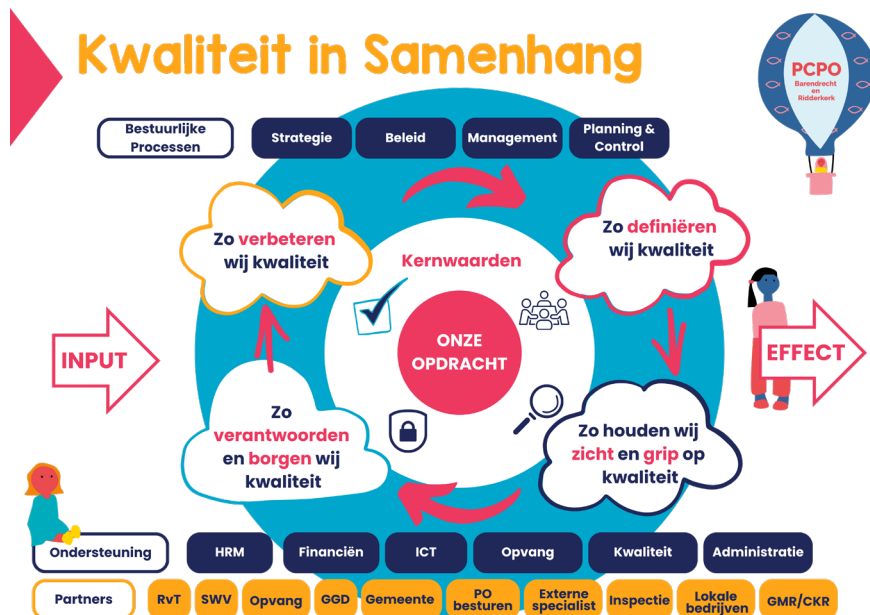 Kwaliteit in Samenhang
PCPO
Barendrecht
en
Ridderkerk
Bestuurlijke
Processen
Strategie
Beleid
Management
Planning &
Control
Zo verbeteren
wij kwaliteit
Zo definiëren
wij kwaliteit
Kernwaarden
INPUT
ONZE
OPDRACHT
EFFECT
Zo
verantwoorden
en borgen wij
kwaliteit
Zo houden wij
zicht en grip op
kwaliteit
Ondersteuning
HRM
Financiën
ICT
Opvang
Kwaliteit
Administratie
Partners
RvT
SWV
Opvang
GGD
Gemeente
PO
besturen
Externe
specialist
Inspectie
Lokale
bedrijven
GMR/CKR